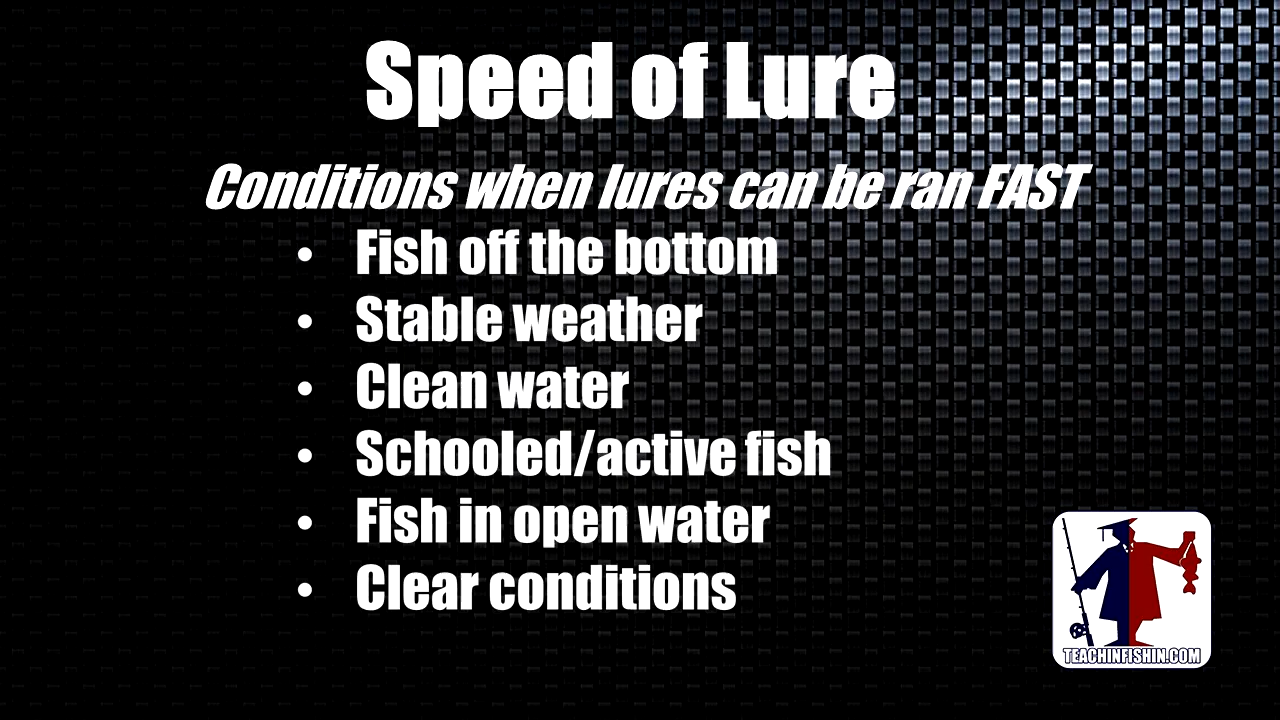 Speed of Lure
Conditions when lures can be ran FAST
• Fish off the bottom
• Stable weather
• Clean water
• Schooled/active fish
• Fish in open water
• Clear conditions
TEACHINFISHIN.COM